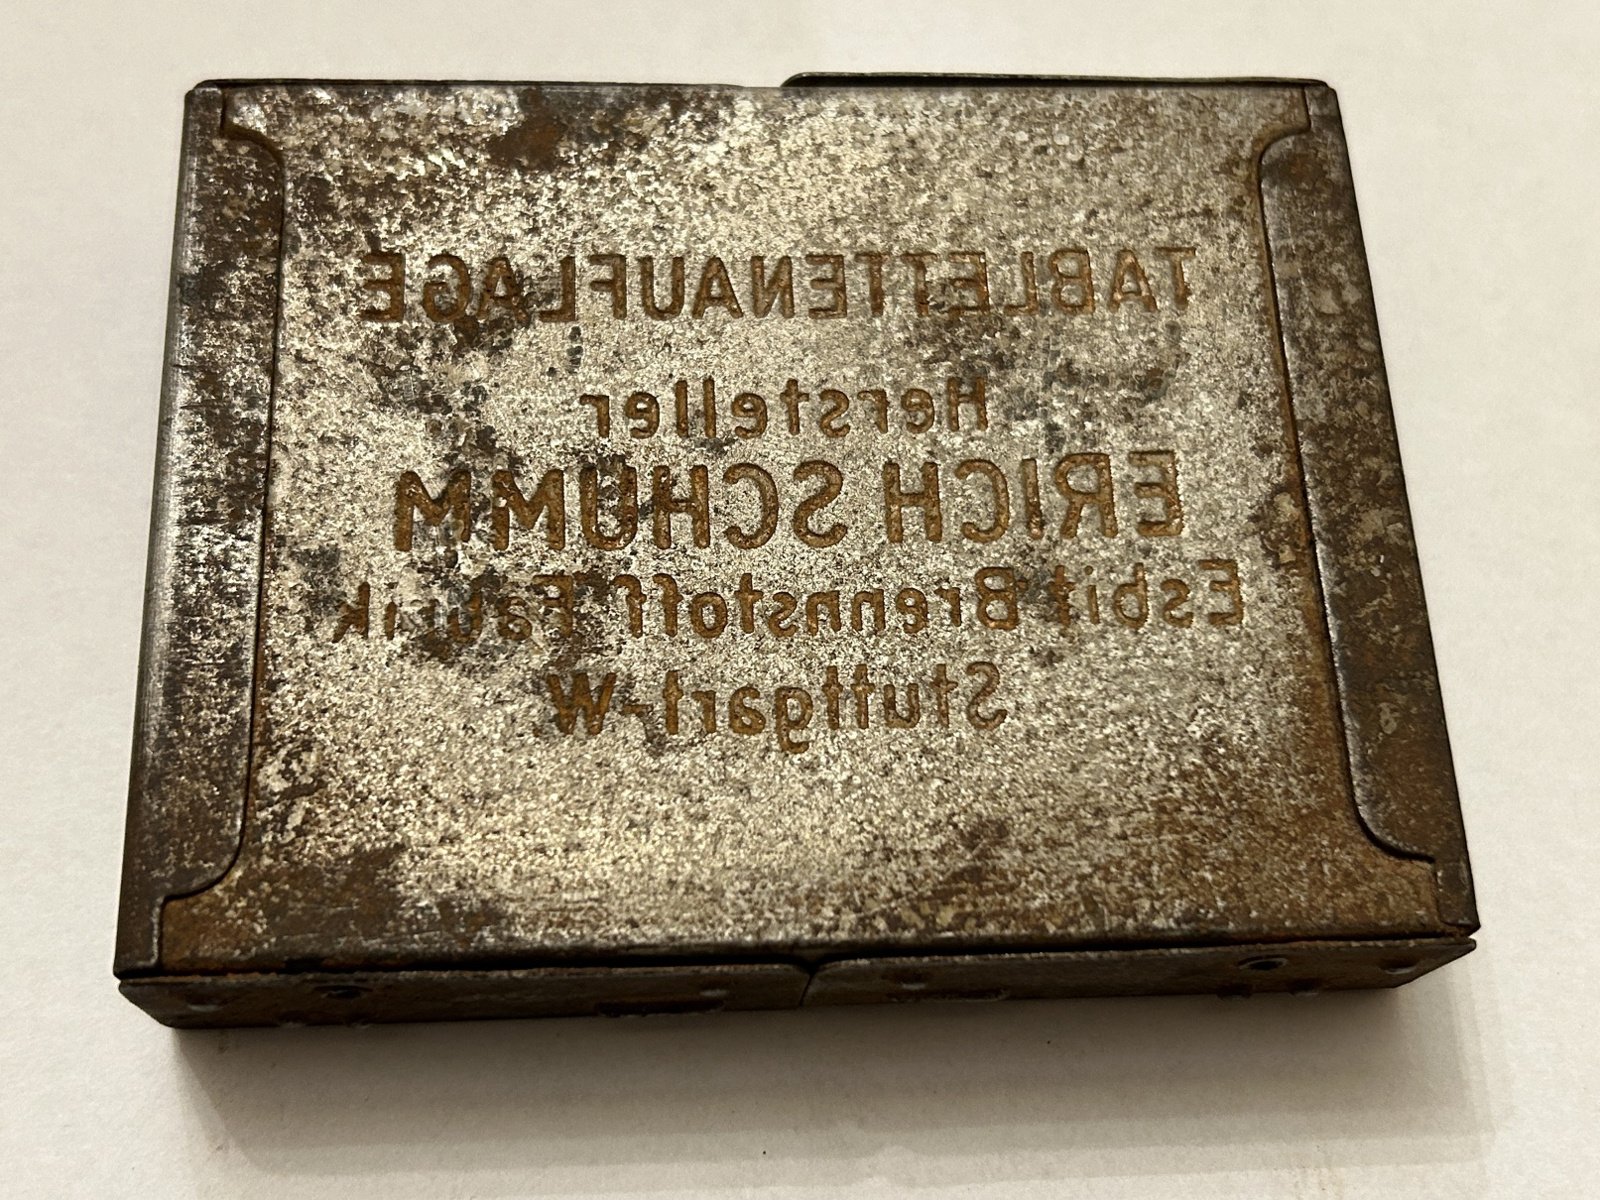 TABLETTENAUFLAGE
Hersteller
ERICH SCHUMM
Esbit Brennstoff Fabrik
Stuttgart-W.